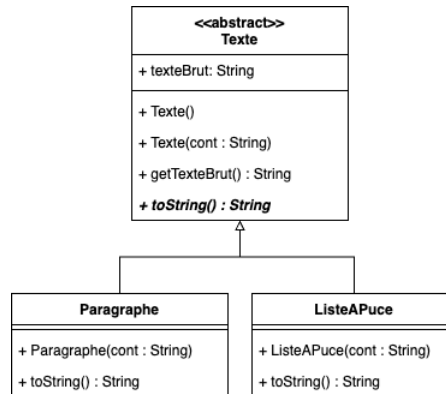 <<abstract>>
Texte
+ texteBrut: String
+ Texte()
+ Texte(cont : String)
+ getTexteBrut() : String
+ toString() : String
Paragraphe
+ Paragraphe(cont : String)
+ toString() : String
ListeAPuce
+ ListeAPuce(cont : String)
+ toString() : String